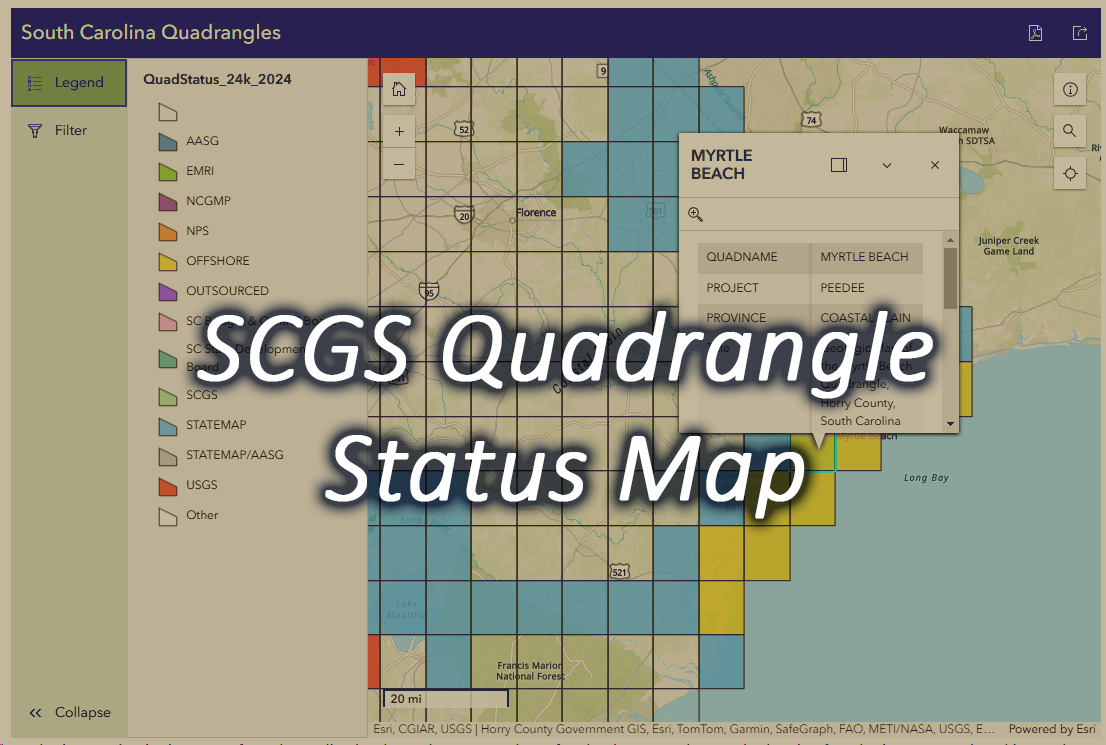 South Carolina Quadrangles
Legend
Filter
QuadStatus_24k_2024
AASG
EMRI
NCGMP
NPS
OFFSHORE
OUTSOURCED
SC
SC
Development
Board
SCGS
STATEMAP
STATEMAP/AASG
USGS
Other
Collapse
9
52
20
Florence
95
501
74
Waccamaw
SDTSA
Juniper Creek
Game Land
MYRTLE
BEACH
QUADNAME MYRTLE BEACH
PROJECT PEEDEE
PROVINCE COASTAL PLAIN
Quadrangle,
Horry County,
South Carolina
SCGS Quadrangle
Status Map
Myrtle Beach
Long Bay
521
Lake
Moultrie
Francis Marion
National Forest
20 mi
Esri, CGIAR, USGS | Horry County Government GIS, Esri, TomTom, Garmin, SafeGraph, FAO, METI/NASA, USGS, E... Powered by Esri